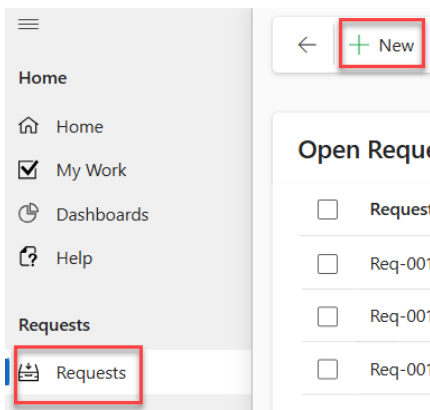 Home
Home
My Work
Dashboards
Help
Requests
Requests
New
Open Reque
Request
Req-001
Req-001
Req-001